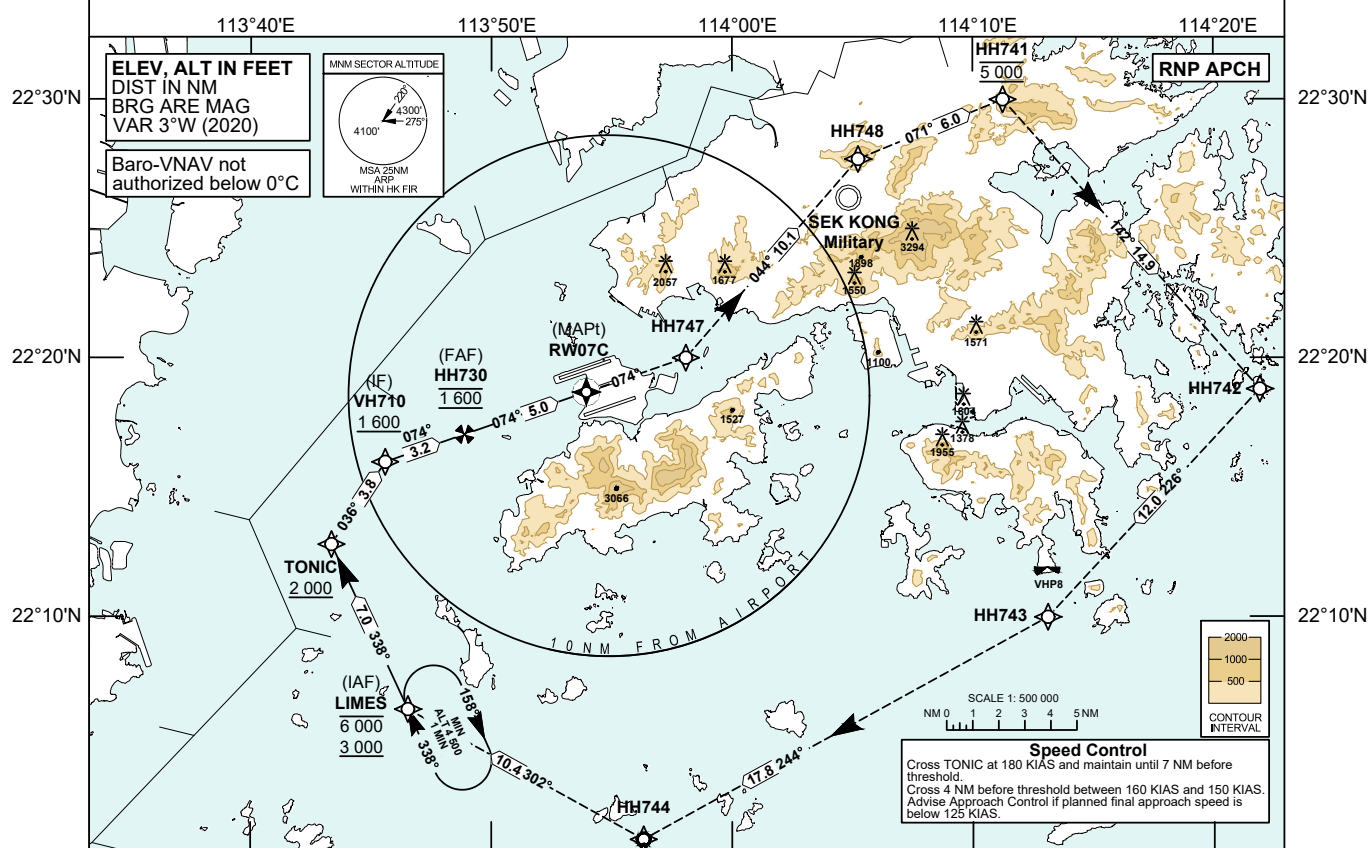 113°40'E
113°50'E
114°00'E
114°10'E
114°20'E
22°30'N
22°20'N
22°10'N
22°30'N
22°20'N
22°10'N
ELEV, ALT IN FEET
DIST IN NM
BRG ARE MAG
VAR 3°W (2020)
Baro-VNAV not
authorized below 0°C
MNM SECTOR ALTITUDE
220°
4300'
275°
4100'
MSA 25NM
ARP
WITHIN HK FIR
RNP APCH
HH741
5 000
071° 6.0
HH748
SEK KONG
Military
3294
1898
1550
2057
1677
044° 10.1
142° 14.9
HH747
(MAPt)
RW07C
074°
(FAF)
HH730
1 600
(IF)
VH710
1 600
074°
3.2
074° 5.0
1571
1100
HH742
1604
1378
1955
1527
3066
036° 3.8
TONIC
2 000
12.0 226°
VHP8
HH743
10NM FROM AIRPORT
7.0 338°
(IAF)
LIMES
6 000
3 000
158°
MIN
ALT 4 500
1 MIN
338°
10.4 302°
HH744
17.8 244°
SCALE 1: 500 000
NM 0 1 2 3 4 5 NM
2000
1000
500
CONTOUR
INTERVAL
Speed Control
Cross TONIC at 180 KIAS and maintain until 7 NM before
threshold.
Cross 4 NM before threshold between 160 KIAS and 150 KIAS.
Advise Approach Control if planned final approach speed is
below 125 KIAS.